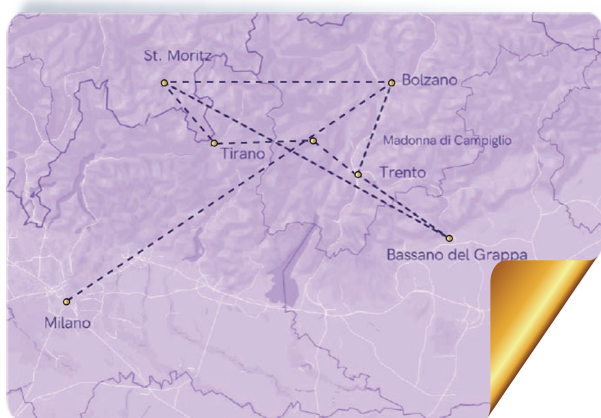 St. Moritz
Bolzano
Madonna di Campiglio
Tirano
Trento
Bassano del Grappa
Milano